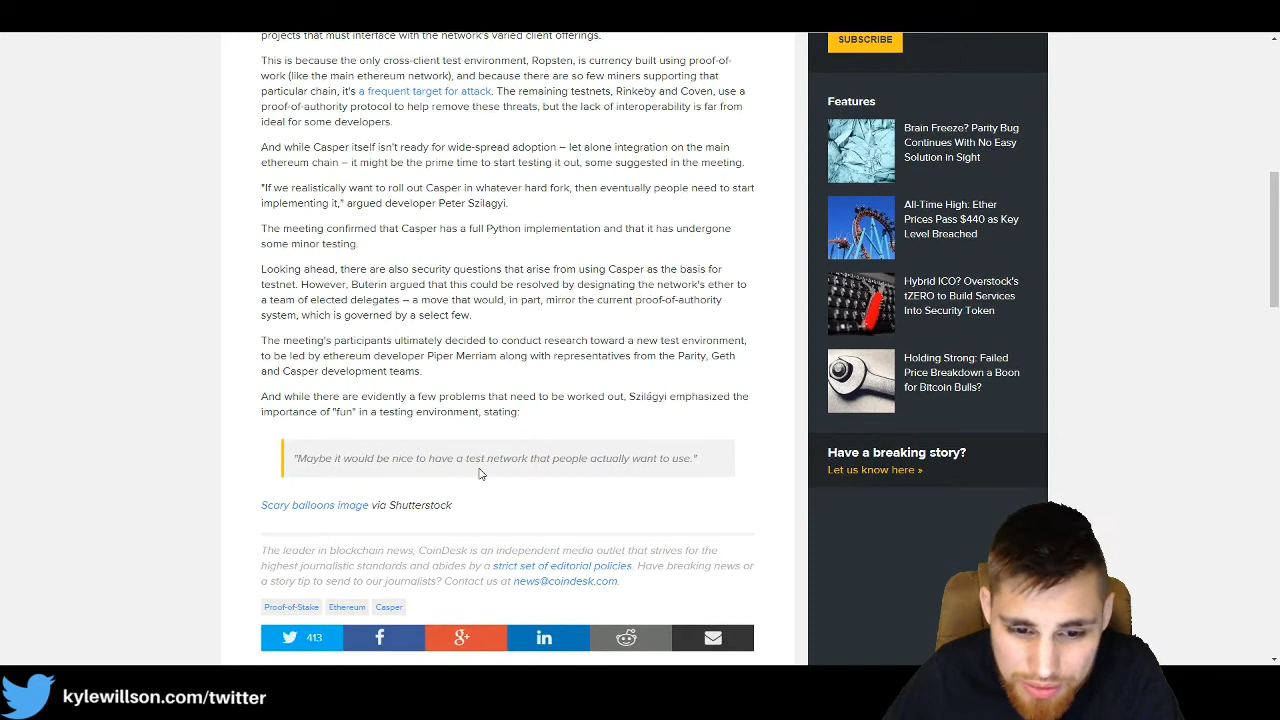 projects that must interface with the network's varied client offerings.
This is because the only cross-client test environment, Ropsten, is currency built using proof-of-
work (like the main ethereum network), and because there are so few miners supporting that
particular chain, it's a frequent target for attack. The remaining testnets, Rinkeby and Coven, use a
proof-of-authority protocol to help remove these threats, but the lack of interoperability is far from
ideal for some developers.
And while Casper itself isn't ready for wide-spread adoption – let alone integration on the main
ethereum chain – it might be the prime time to start testing it out, some suggested in the meeting.
"If we realistically want to roll out Casper in whatever hard fork, then eventually people need to start
implementing it," argued developer Peter Szilagyi.
The meeting confirmed that Casper has a full Python implementation and that it has undergone
some minor testing.
Looking ahead, there are also security questions that arise from using Casper as the basis for
testnet. However, Buterin argued that this could be resolved by designating the network's ether to
a team of elected delegates – a move that would, in part, mirror the current proof-of-authority
system, which is governed by a select few.
The meeting's participants ultimately decided to conduct research toward a new test environment,
to be led by ethereum developer Piper Merriam along with representatives from the Parity, Geth
and Casper development teams.
And while there are evidently a few problems that need to be worked out, Szilágyi emphasized the
importance of "fun" in a testing environment, stating:
"Maybe it would be nice to have a test network that people actually want to use."
Scary balloons image via Shutterstock
The leader in blockchain news, CoinDesk is an independent media outlet that strives for the
highest journalistic standards and abides by a strict set of editorial policies. Have breaking news or
a story tip to send to our journalists? Contact us at news@coindesk.com.
Proof-of-Stake Ethereum Casper
413
SUBSCRIBE
Features
Brain Freeze? Parity Bug
Continues With No Easy
Solution in Sight
All-Time High: Ether
Prices Pass $440 as Key
Level Breached
Hybrid ICO? Overstock's
tZERO to Build Services
Into Security Token
Holding Strong: Failed
Price Breakdown a Boon
for Bitcoin Bulls?
Have a breaking story?
Let us know here »
kylewillson.com/twitter